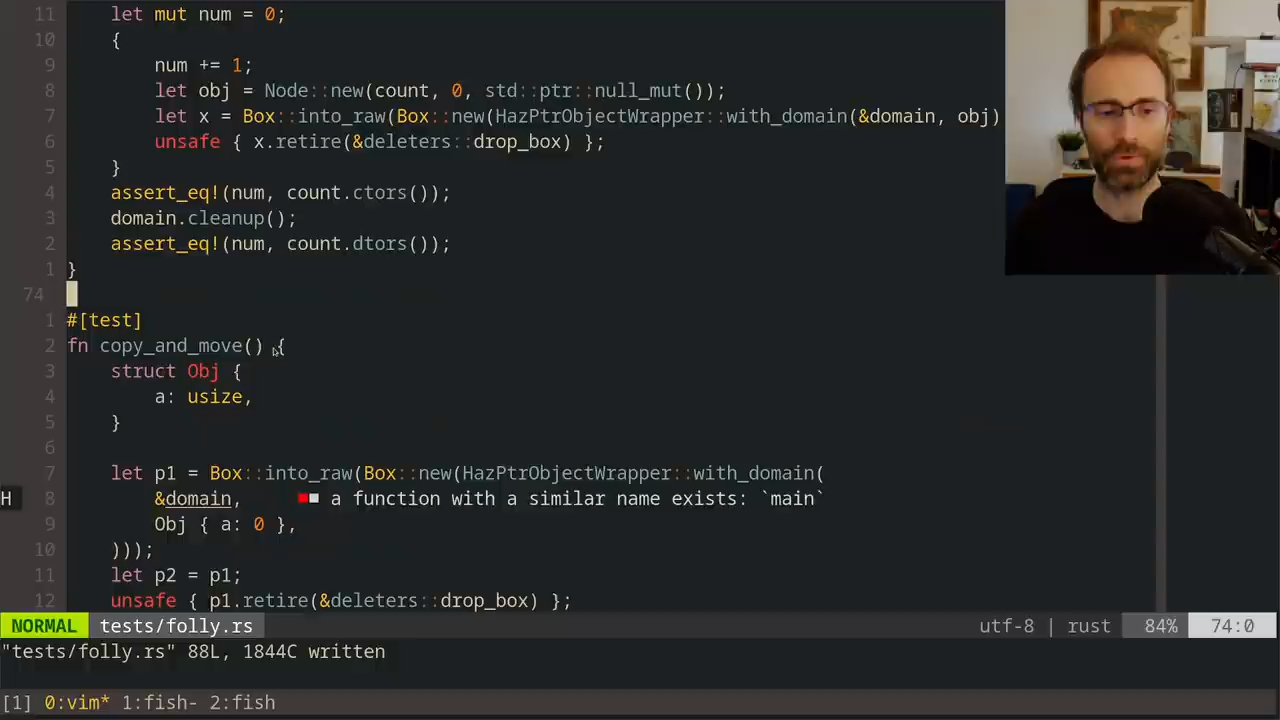 11 let mut num = 0;
10 {
9 num += 1;
8 let obj = Node::new(count, 0, std::ptr::null_mut());
7 let x = Box::into_raw(Box::new(HazPtrObjectWrapper::with_domain(&domain, obj)
6 unsafe { x.retire(&deleters::drop_box) };
5 }
4 assert_eq!(num, count.ctors());
3 domain.cleanup();
2 assert_eq!(num, count.dtors());
1 }
74
1 #[test]
2 fn copy_and_move() {
3 struct Obj {
4 a: usize,
5 }
6
7 let p1 = Box::into_raw(Box::new(HazPtrObjectWrapper::with_domain(
H 8 &domain, a function with a similar name exists: `main`
9 Obj { a: 0 },
10 )));
11 let p2 = p1;
12 unsafe { p1.retire(&deleters::drop_box) };
NORMAL tests/folly.rs utf-8 | rust 84% 74:0
"tests/folly.rs" 88L, 1844C written
[1] 0:vim* 1:fish- 2:fish